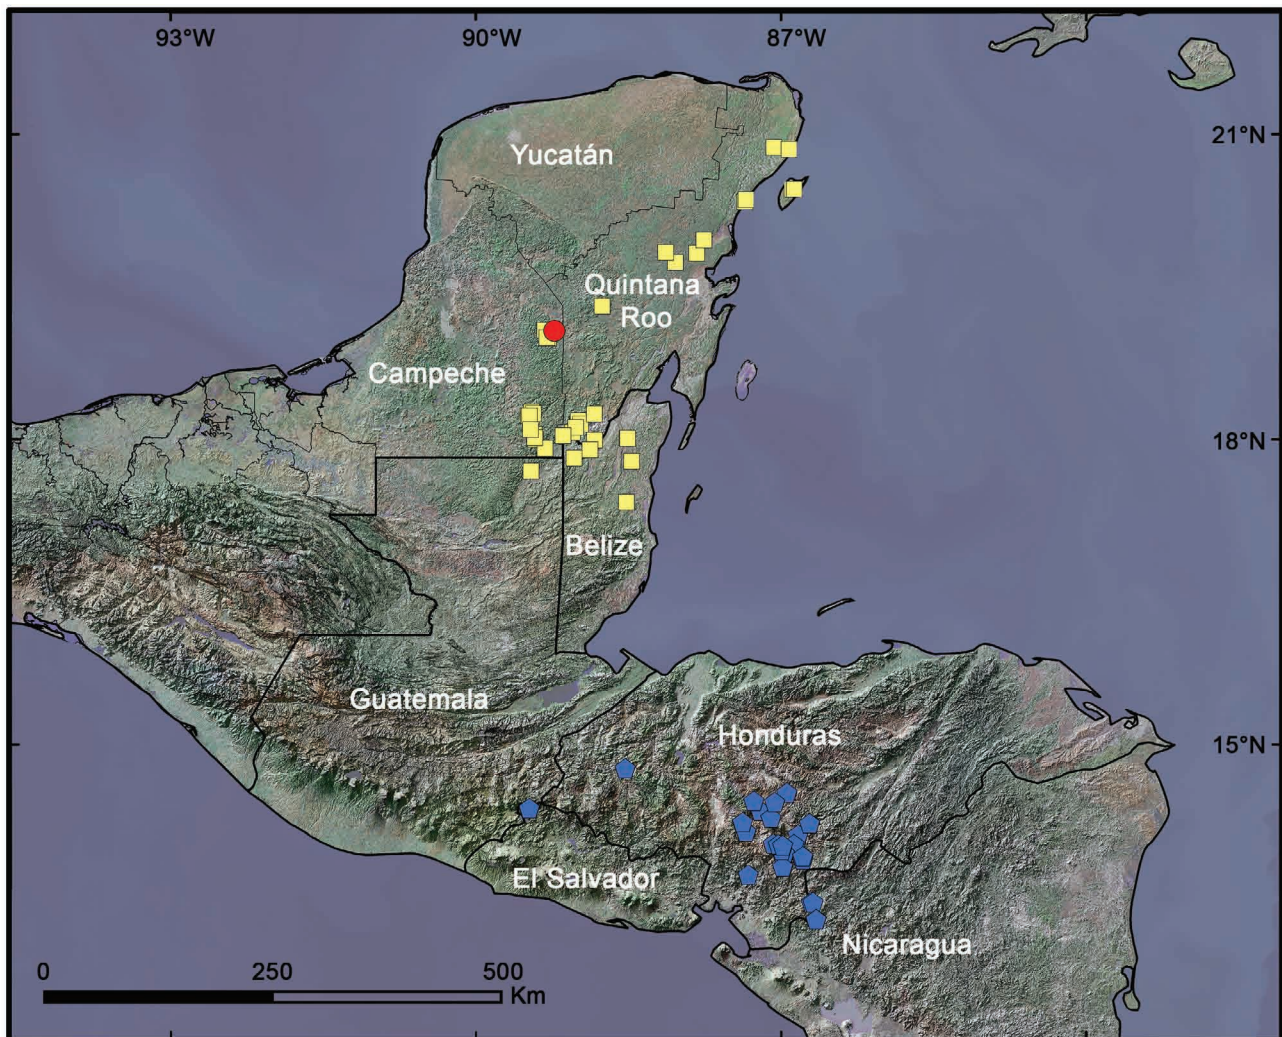 93°W 90°W 87°W
21°N
Yucatán
Quintana
Roo
Campeche
18°N
Belize
Guatemala
Honduras
15°N
El Salvador
Nicaragua
0 250 500
Km